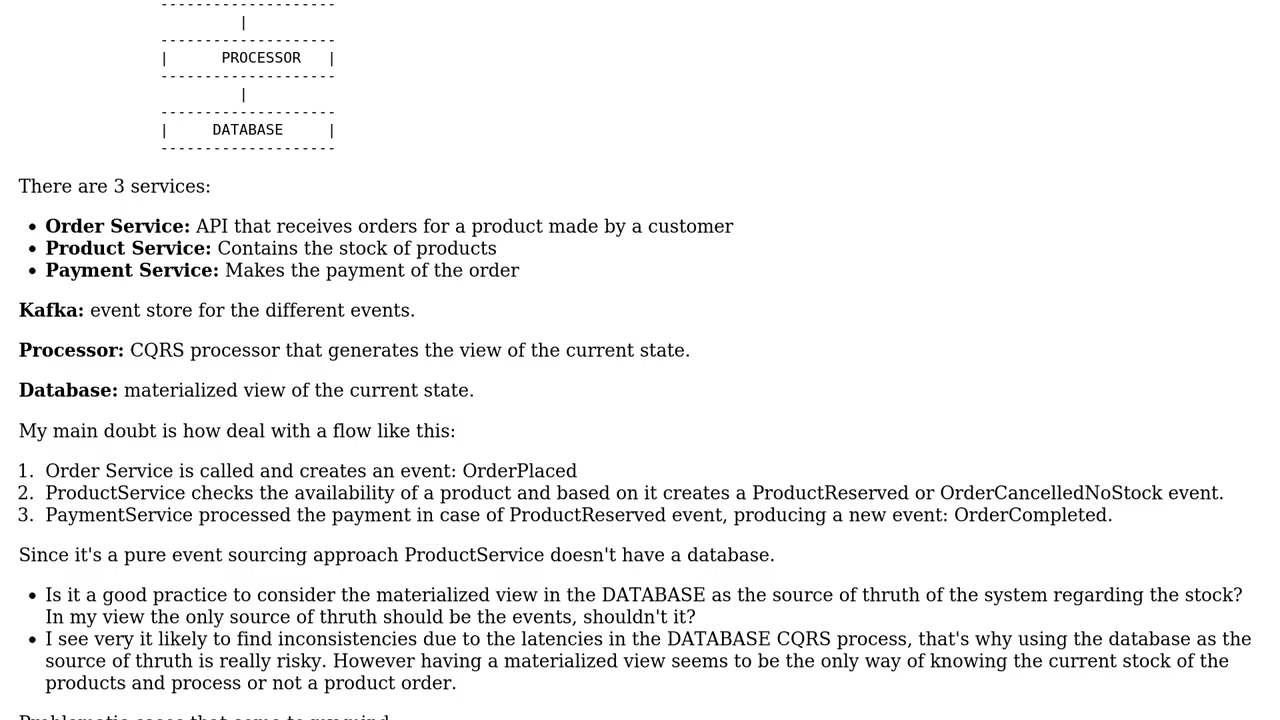 --------------------
|
--------------------
|      PROCESSOR   |
--------------------
|
--------------------
|     DATABASE     |
--------------------
There are 3 services:
• Order Service: API that receives orders for a product made by a customer
• Product Service: Contains the stock of products
• Payment Service: Makes the payment of the order
Kafka: event store for the different events.
Processor: CQRS processor that generates the view of the current state.
Database: materialized view of the current state.
My main doubt is how deal with a flow like this:
1. Order Service is called and creates an event: OrderPlaced
2. ProductService checks the availability of a product and based on it creates a ProductReserved or OrderCancelledNoStock event.
3. PaymentService processed the payment in case of ProductReserved event, producing a new event: OrderCompleted.
Since it's a pure event sourcing approach ProductService doesn't have a database.
• Is it a good practice to consider the materialized view in the DATABASE as the source of thruth of the system regarding the stock?
In my view the only source of thruth should be the events, shouldn't it?
• I see very it likely to find inconsistencies due to the latencies in the DATABASE CQRS process, that's why using the database as the
source of thruth is really risky. However having a materialized view seems to be the only way of knowing the current stock of the
products and process or not a product order.
Problematic cases that come to my mind